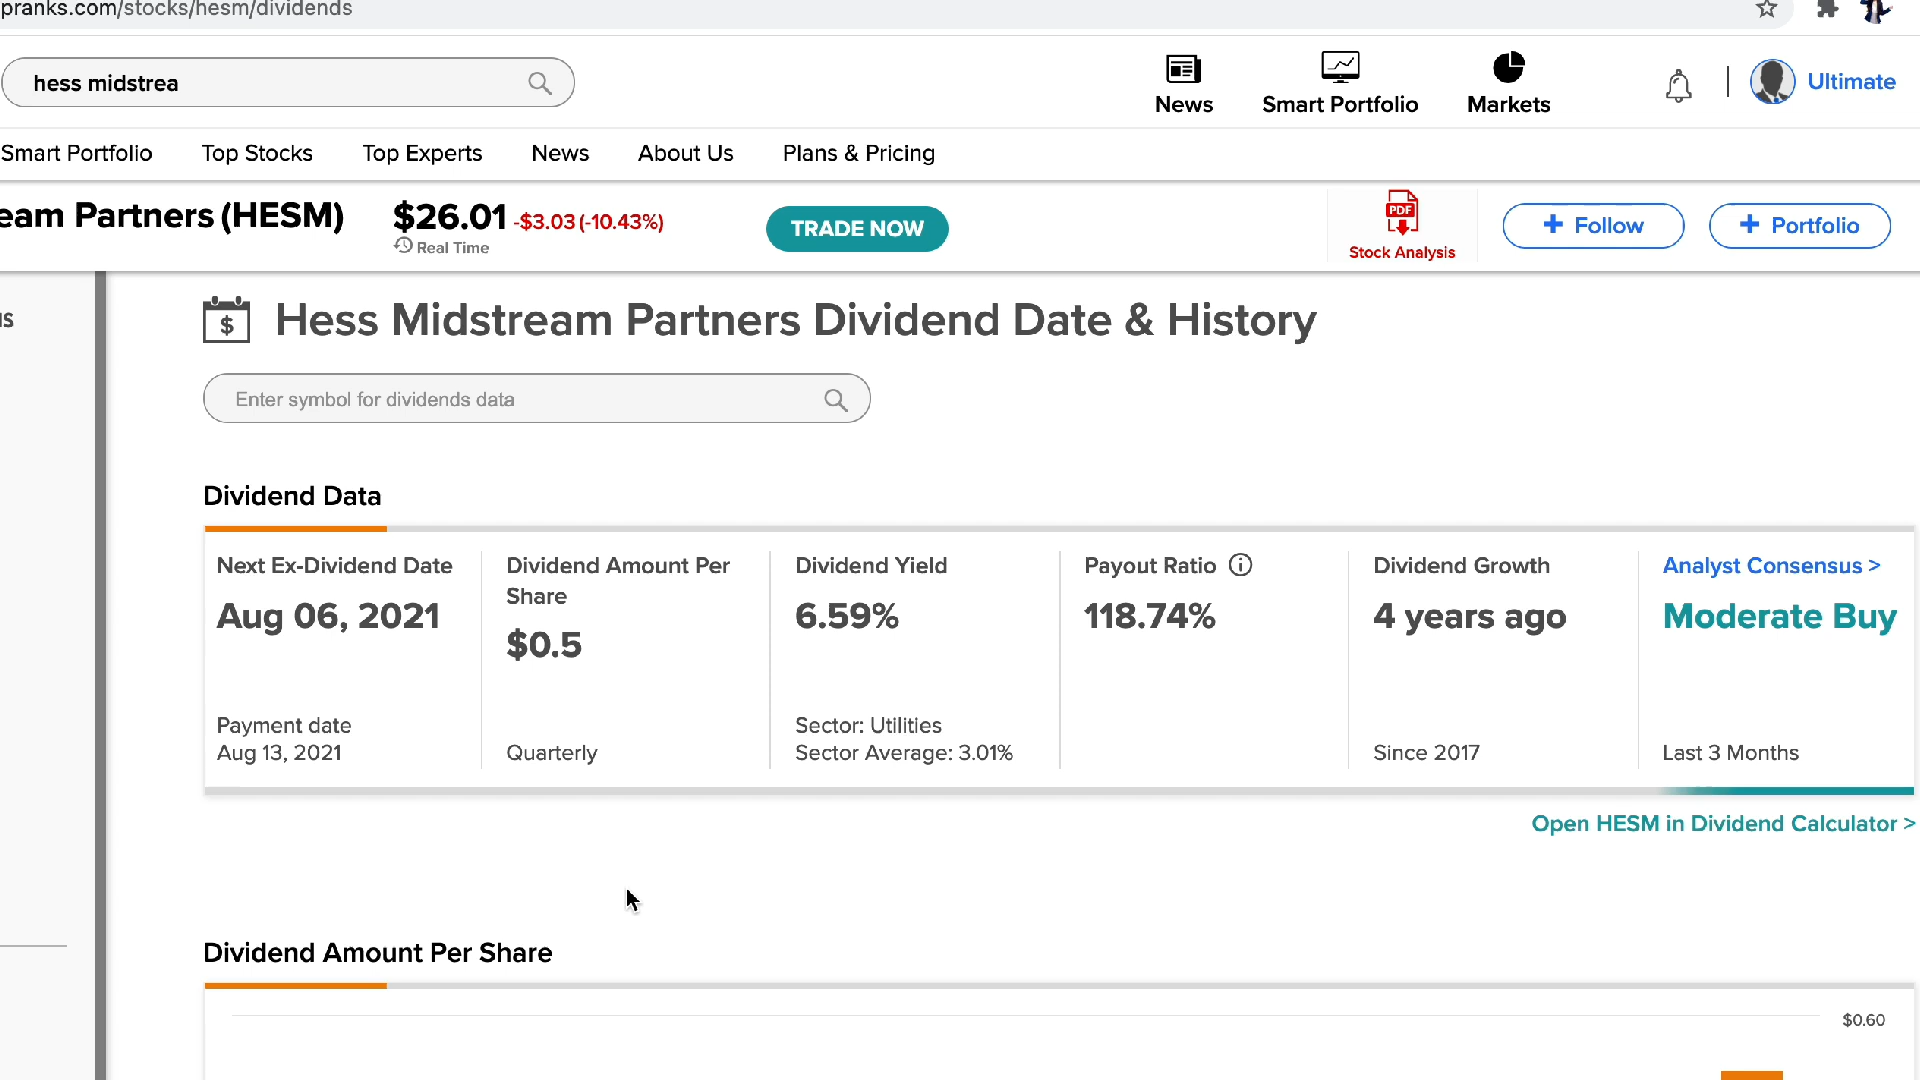 pranks.com/stocks/hesm/dividends
hess midstrea
News
Smart Portfolio
Markets
Ultimate
Smart Portfolio
Top Stocks
Top Experts
News
About Us
Plans & Pricing
eam Partners (HESM)
$26.01 -$3.03 (-10.43%)
Real Time
TRADE NOW
PDF
Stock Analysis
+ Follow
+ Portfolio
$
Hess Midstream Partners Dividend Date & History
Enter symbol for dividends data
Dividend Data
Next Ex-Dividend Date
Aug 06, 2021
Payment date
Aug 13, 2021
Dividend Amount Per
Share
$0.5
Quarterly
Dividend Yield
6.59%
Sector: Utilities
Sector Average: 3.01%
Payout Ratio
118.74%
Dividend Growth
4 years ago
Since 2017
Analyst Consensus >
Moderate Buy
Last 3 Months
Open HESM in Dividend Calculator >
Dividend Amount Per Share
$0.60